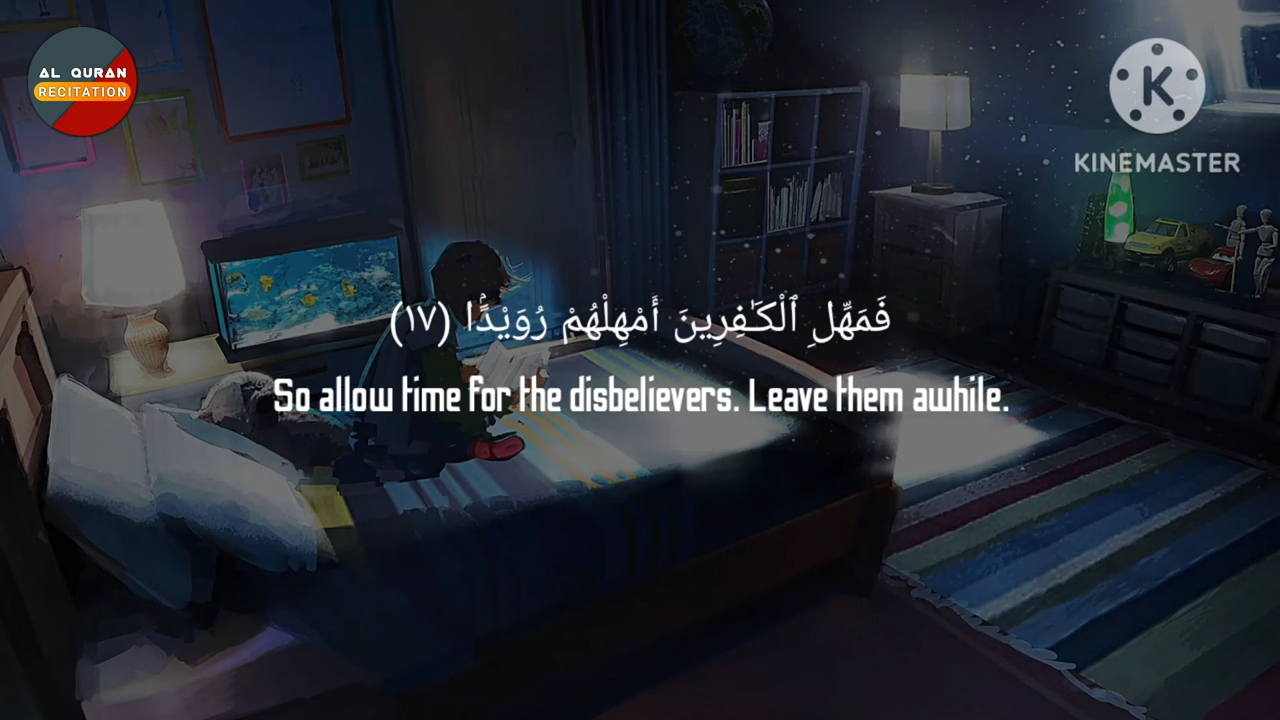 AL QURAN
RECITATION
KINEMASTER
فَمَهِّلِ ٱلْكَـٰفِرِينَ أَمْهِلْهُمْ رُوَيْدًۢا (١٧)
So allow time for the disbelievers. Leave them awhile.